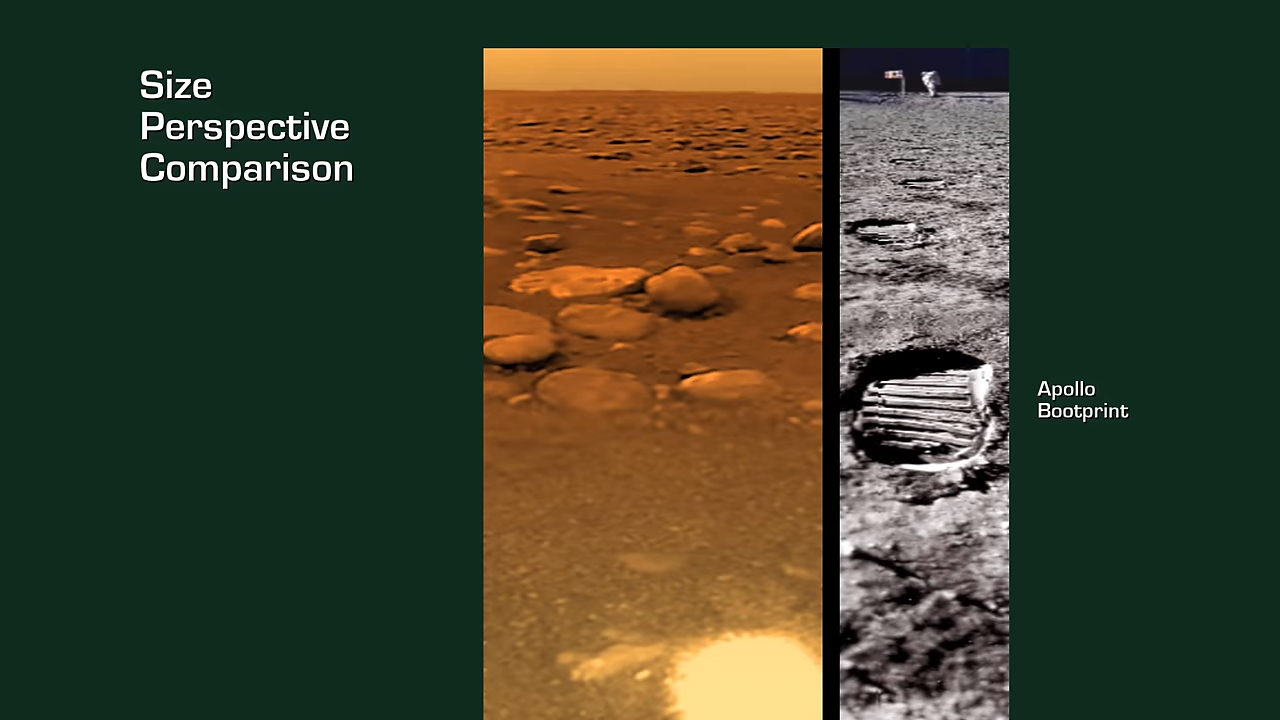 Size
Perspective
Comparison
Apollo
Bootprint